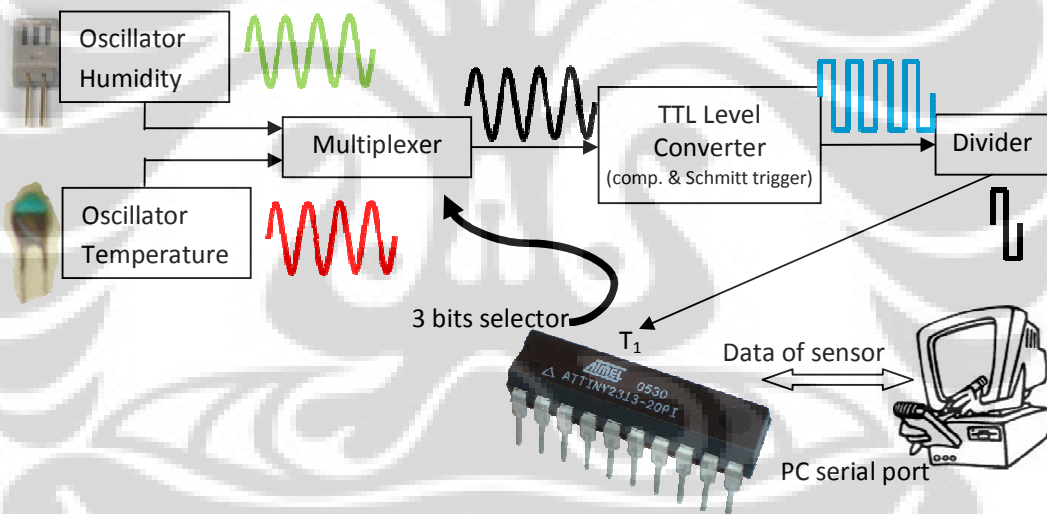 Oscillator
Humidity
Multiplexer
TTL Level
Converter
(comp. & Schmitt trigger)
Divider
Oscillator
Temperature
3 bits selector
T₁
Data of sensor
ATMEL 0530
ATTINY2313-20PI
PC serial port